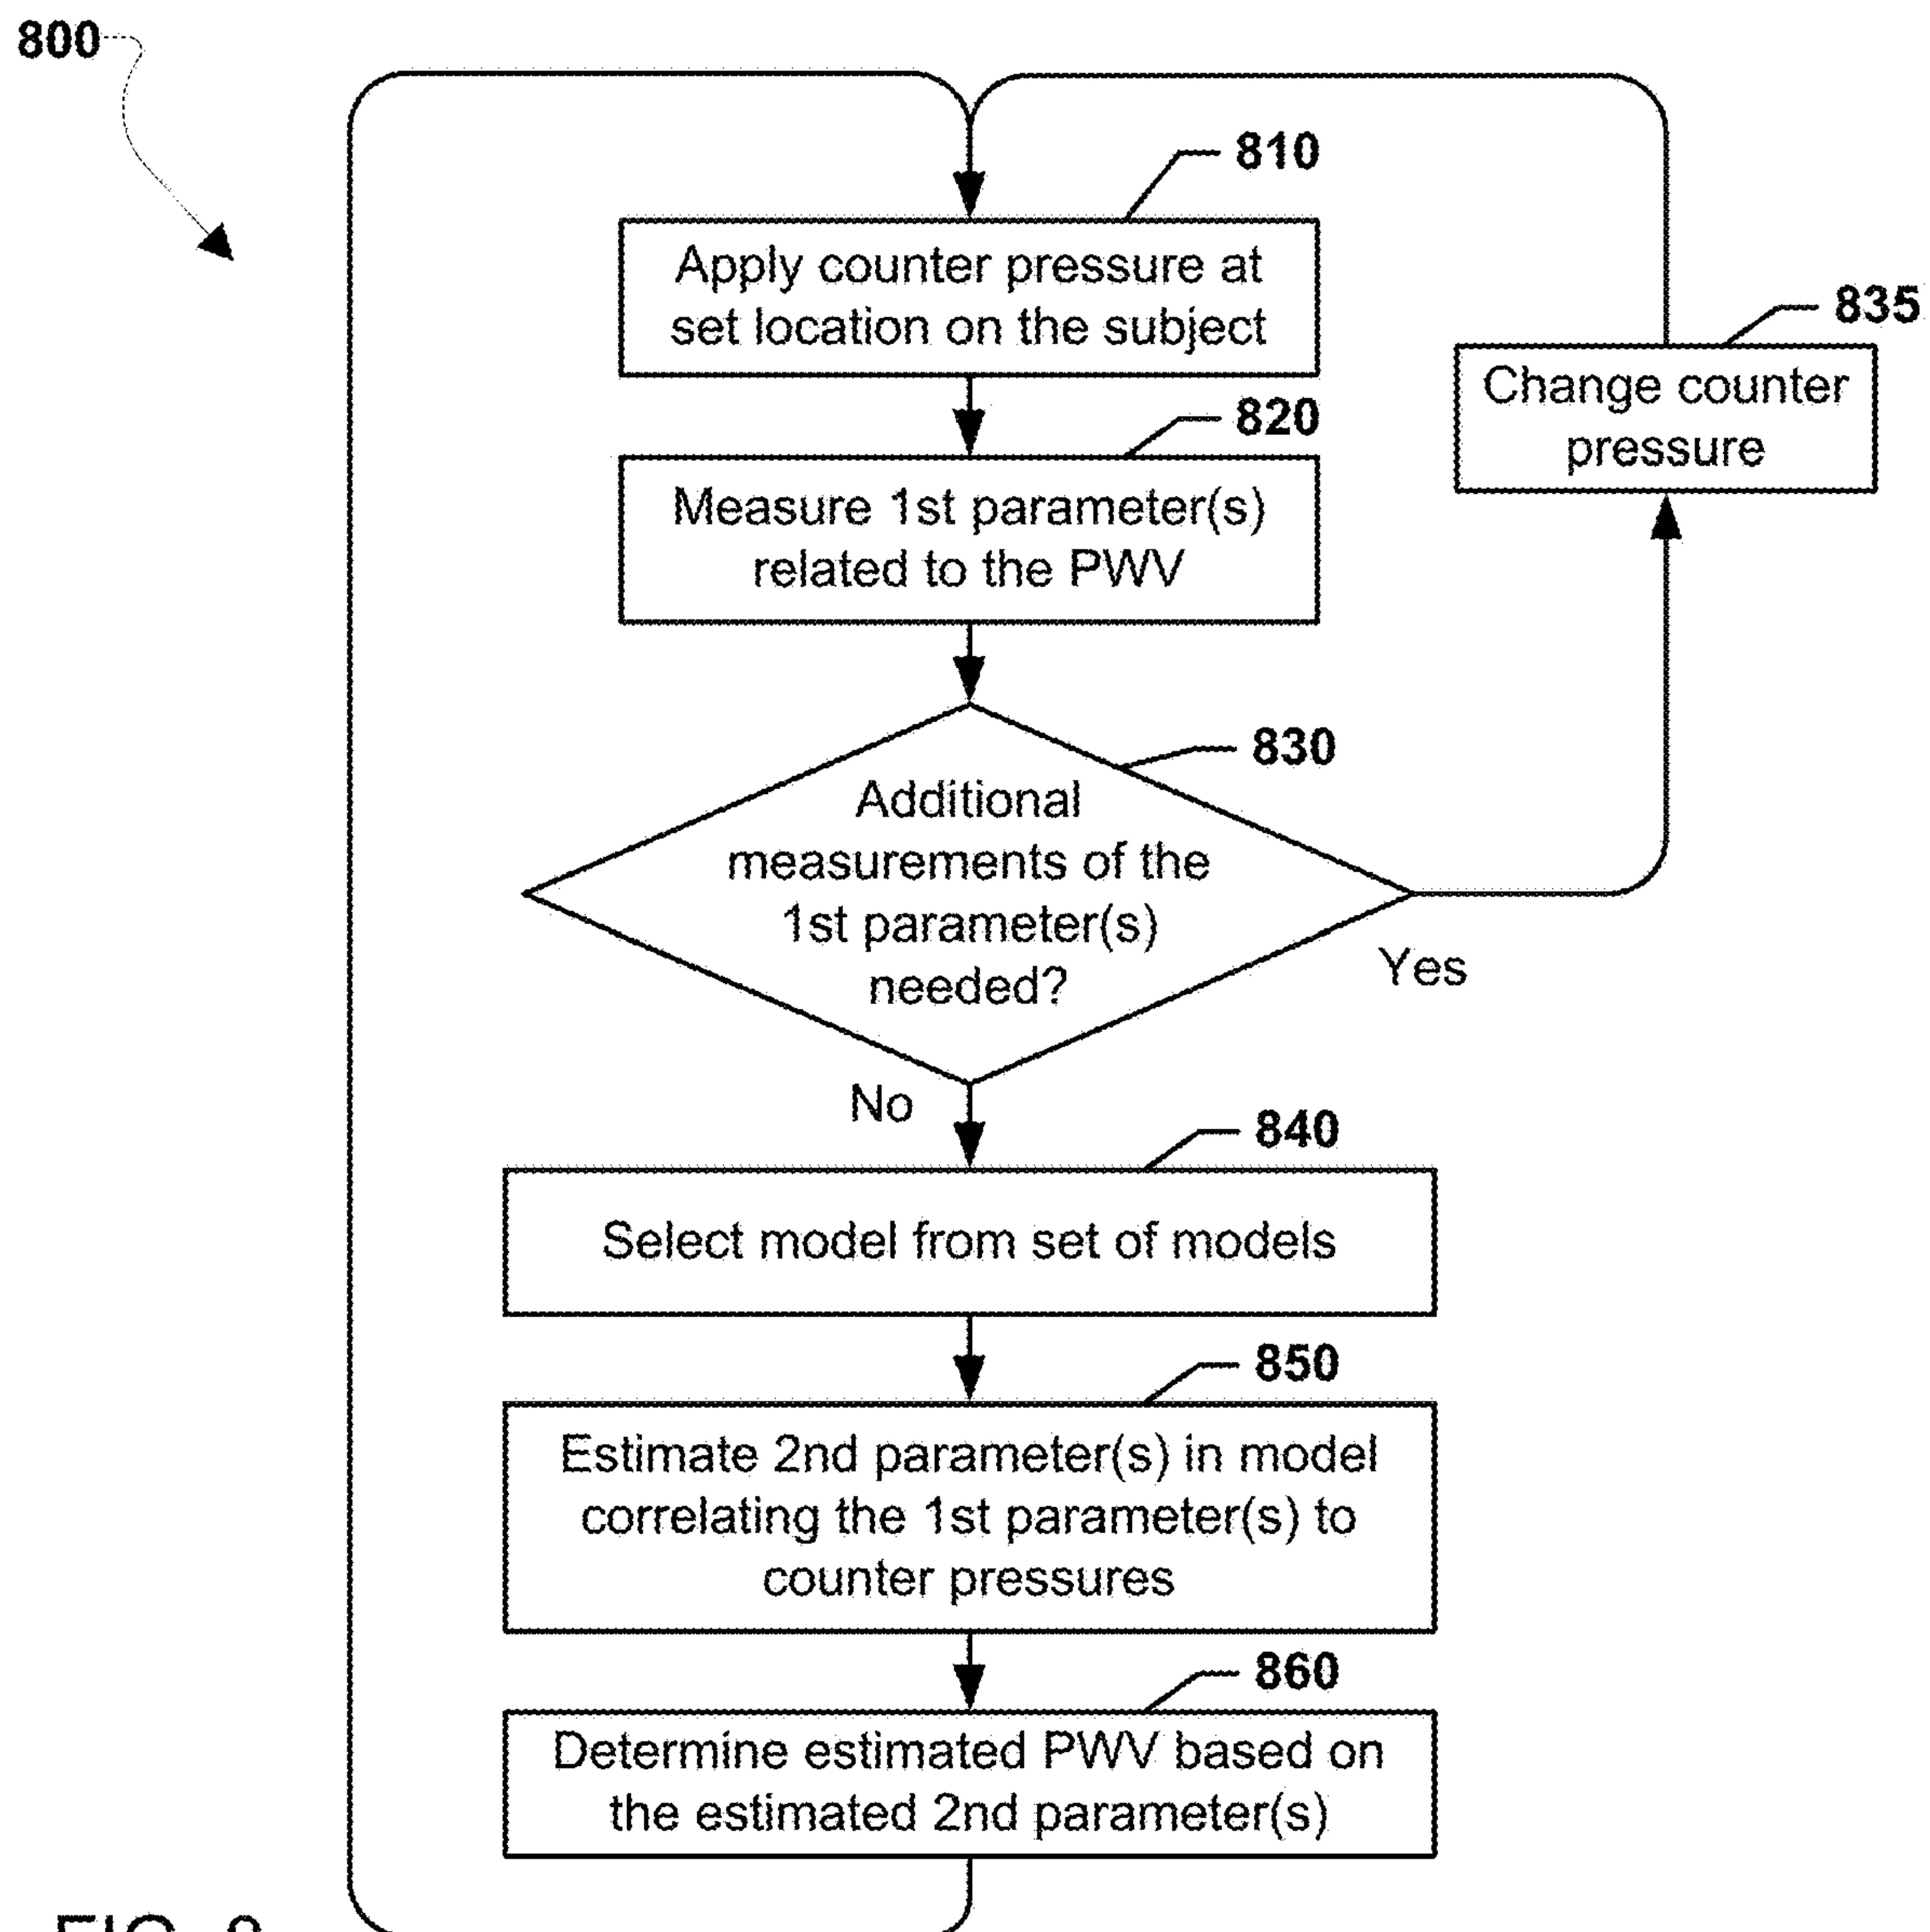 800
810
Apply counter pressure at
set location on the subject
835
Change counter
pressure
820
Measure 1st parameter(s)
related to the PWV
830
Additional
measurements of the
1st parameter(s)
needed?
Yes
No
840
Select model from set of models
850
Estimate 2nd parameter(s) in model
correlating the 1st parameter(s) to
counter pressures
860
Determine estimated PWV based on
the estimated 2nd parameter(s)